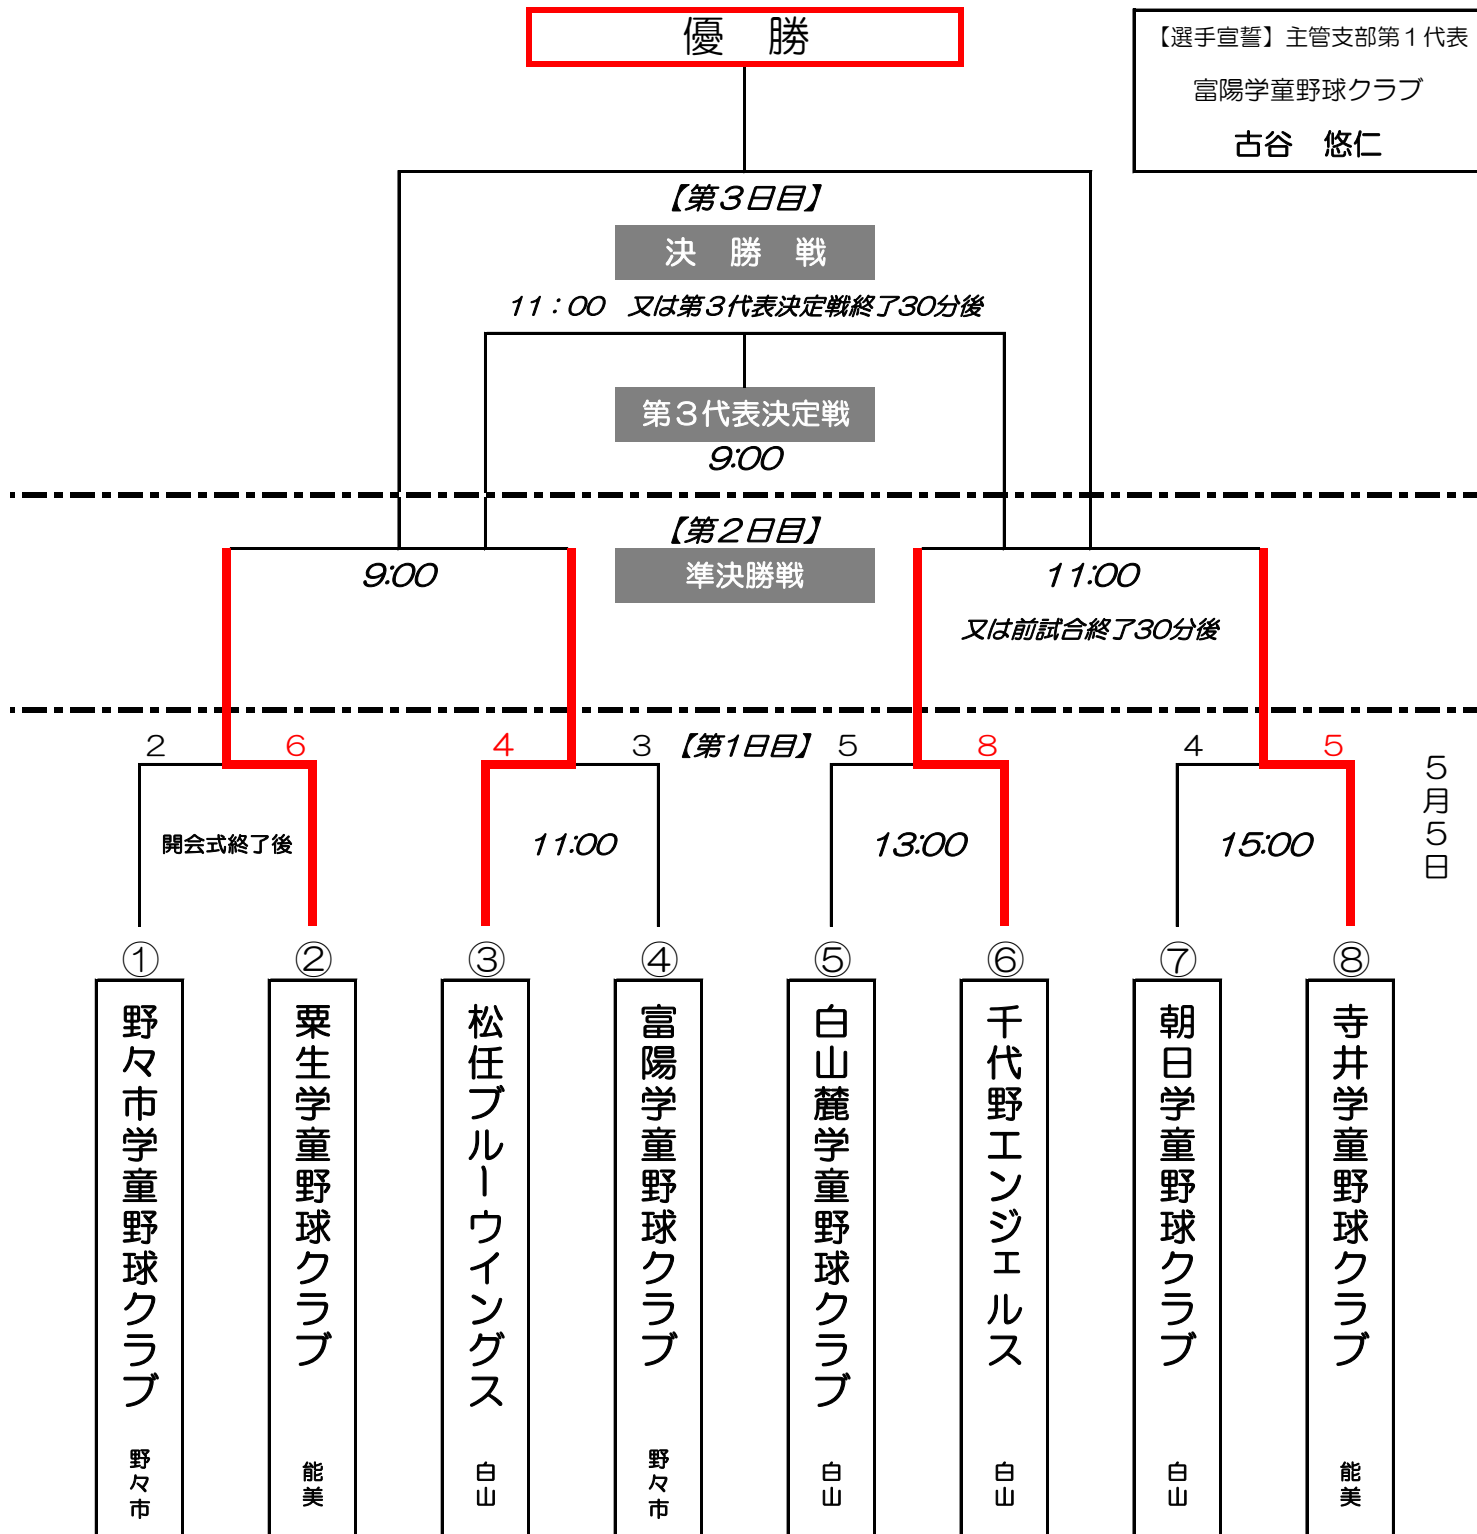 優　勝
【選手宣誓】主管支部第１代表
富陽学童野球クラブ
古谷　悠仁
【第３日目】
決　勝　戦
11：00　又は第３代表決定戦終了30分後
第３代表決定戦
9:00
【第２日目】
準決勝戦
9:00
11:00
又は前試合終了30分後
2 6 4 3 【第１日目】 5 8 4 5
5月5日
開会式終了後 11:00 13:00 15:00
① ② ③ ④ ⑤ ⑥ ⑦ ⑧
野々市学童野球クラブ
野々市
粟生学童野球クラブ
能美
松任ブルーウイングス
白山
富陽学童野球クラブ
野々市
白山麓学童野球クラブ
白山
千代野エンジェルス
白山
朝日学童野球クラブ
白山
寺井学童野球クラブ
能美